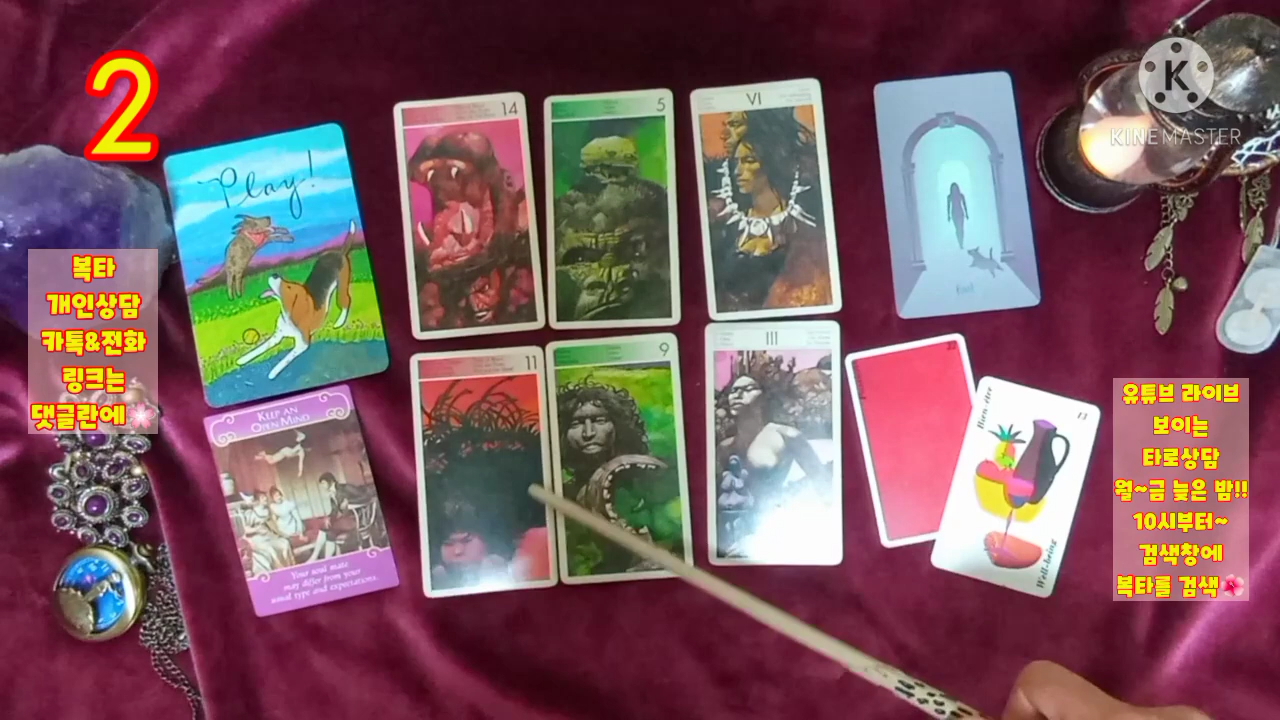 2
Play!
14
5
VI
KINEMASTER
복타
개인상담
카톡&전화
링크는
댓글란에
유튜브 라이브
보이는
타로상담
월~금 늦은 밤!!
10시부터~
검색창에
복타를 검색
KEEP AN
OPEN MIND
Your soul mate
may differ from your
usual type and expectations.
11
9
III
Bien-être
Well-being